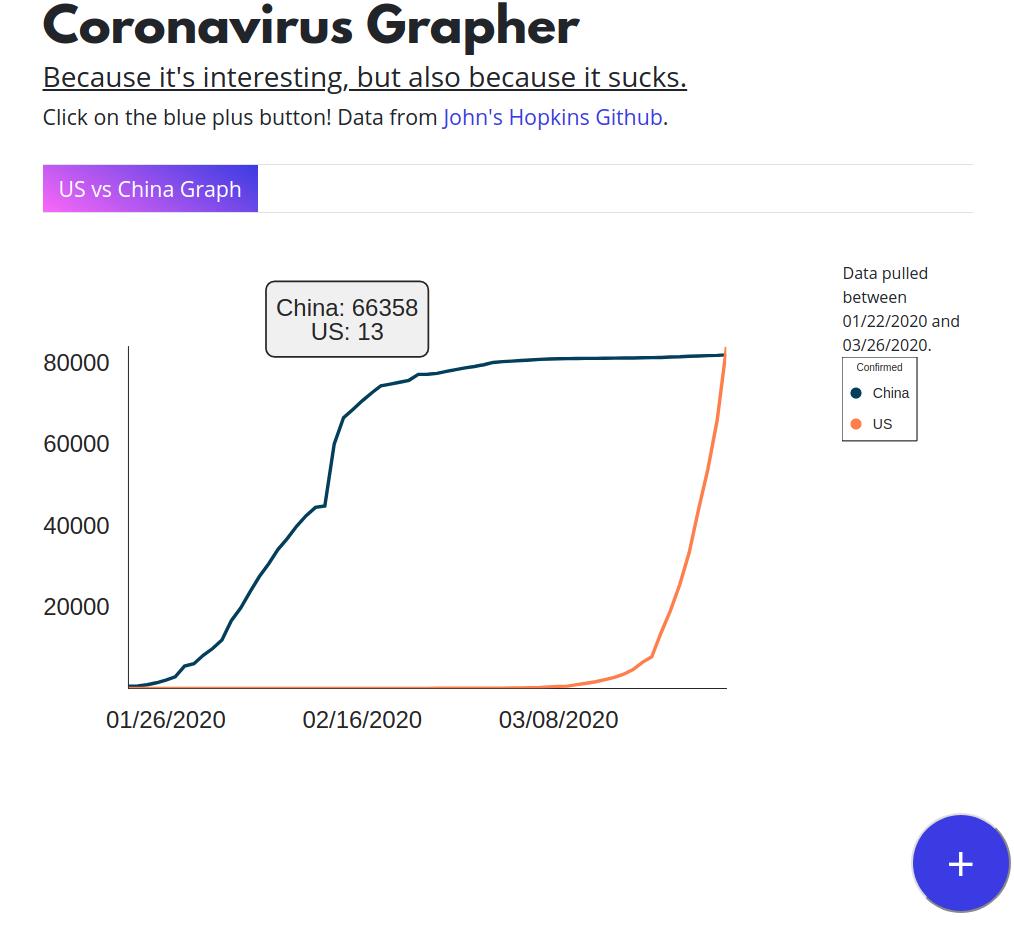 Coronavirus Grapher
Because it's interesting, but also because it sucks.
Click on the blue plus button! Data from John's Hopkins Github.
US vs China Graph
Data pulled
between
01/22/2020 and
03/26/2020.
Confirmed
China
US
China: 66358
US: 13
80000
60000
40000
20000
01/26/2020 02/16/2020 03/08/2020
+